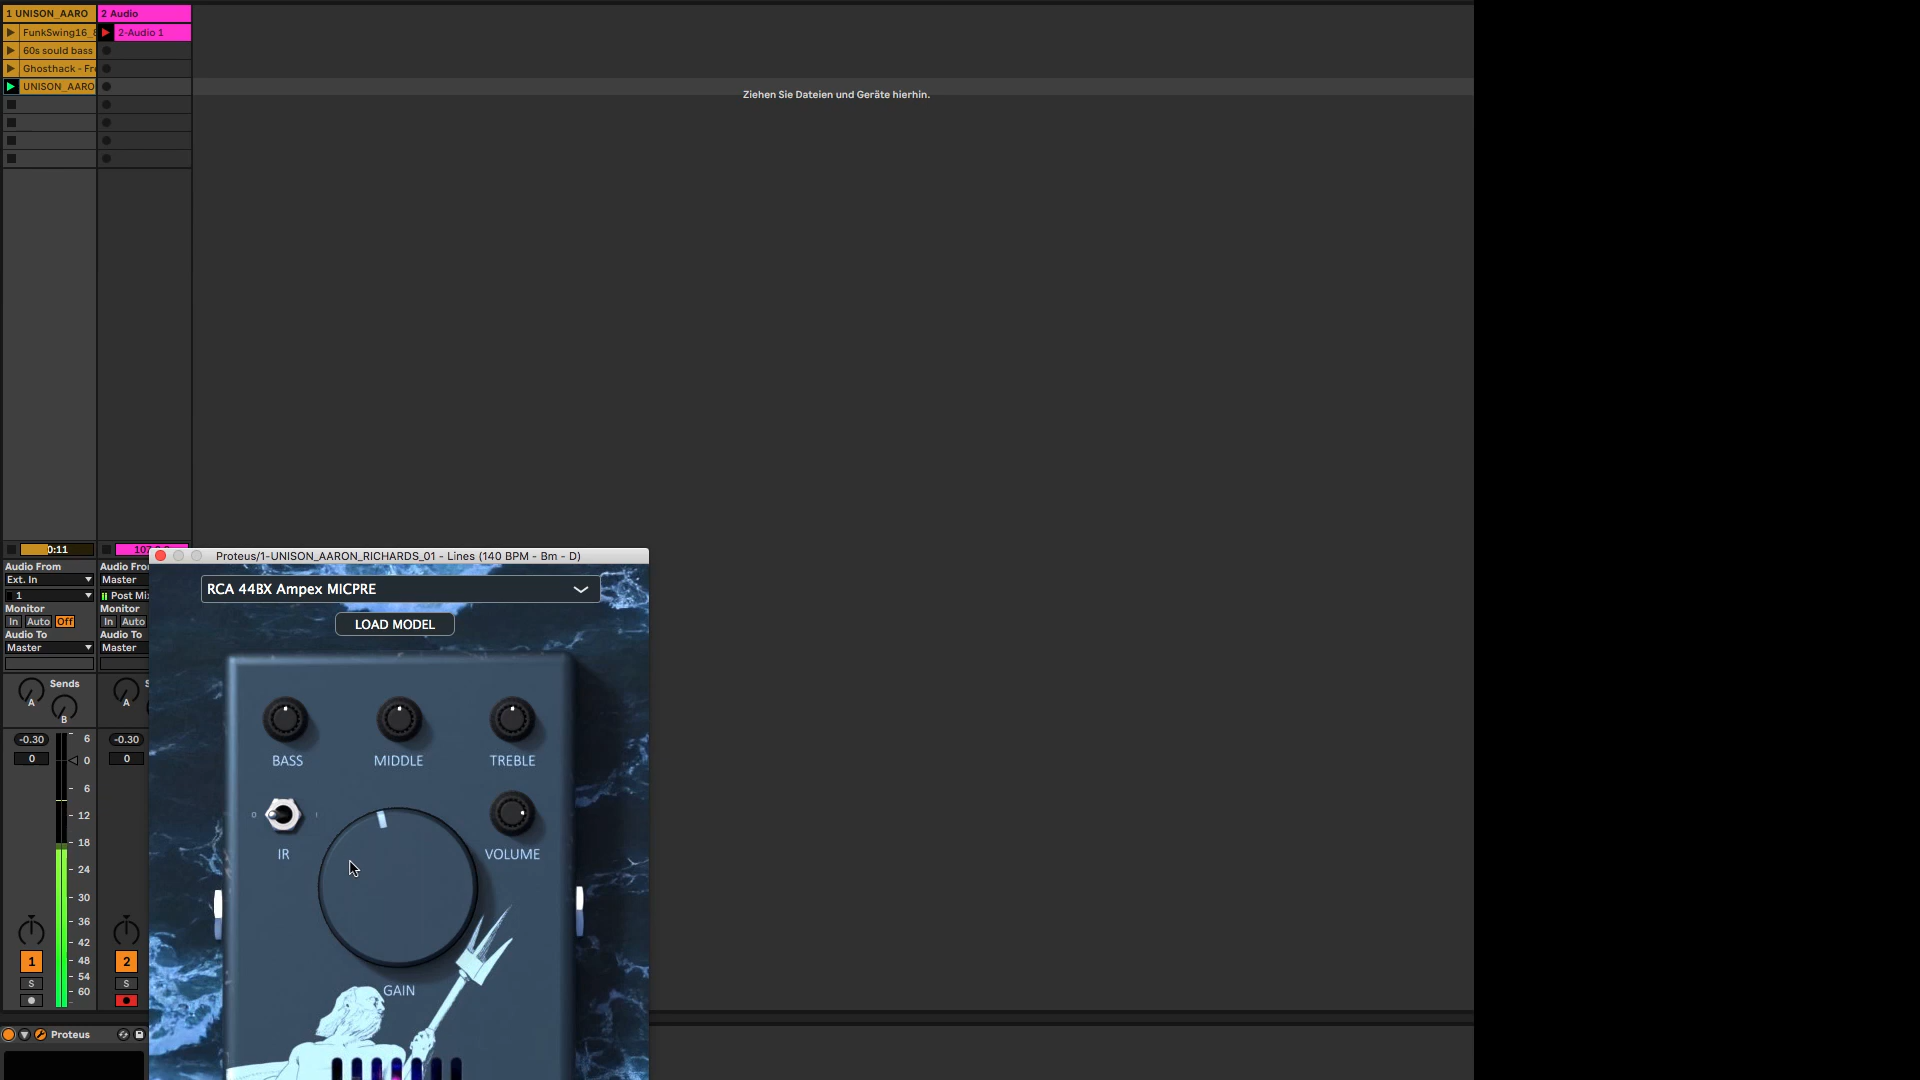 1 UNISON_AARO
2 Audio
FunkSwing16_
2-Audio 1
60s sould bass
Ghosthack - Fr
UNISON_AARO
Ziehen Sie Dateien und Geräte hierhin.
0:11
Audio From
Audio Fro
Ext. In
Master
1
Post Mi
Monitor
Monitor
In Auto Off
In Auto
Audio To
Audio To
Master
Master
Sends
S
A
A
B
-0.30
-0.30
0
0
6
0
6
12
18
24
30
36
42
48
54
60
1
2
S
S
Proteus
Proteus/1-UNISON_AARON_RICHARDS_01 - Lines (140 BPM - Bm - D)
RCA 44BX Ampex MICPRE
LOAD MODEL
BASS
MIDDLE
TREBLE
0
I
IR
VOLUME
GAIN